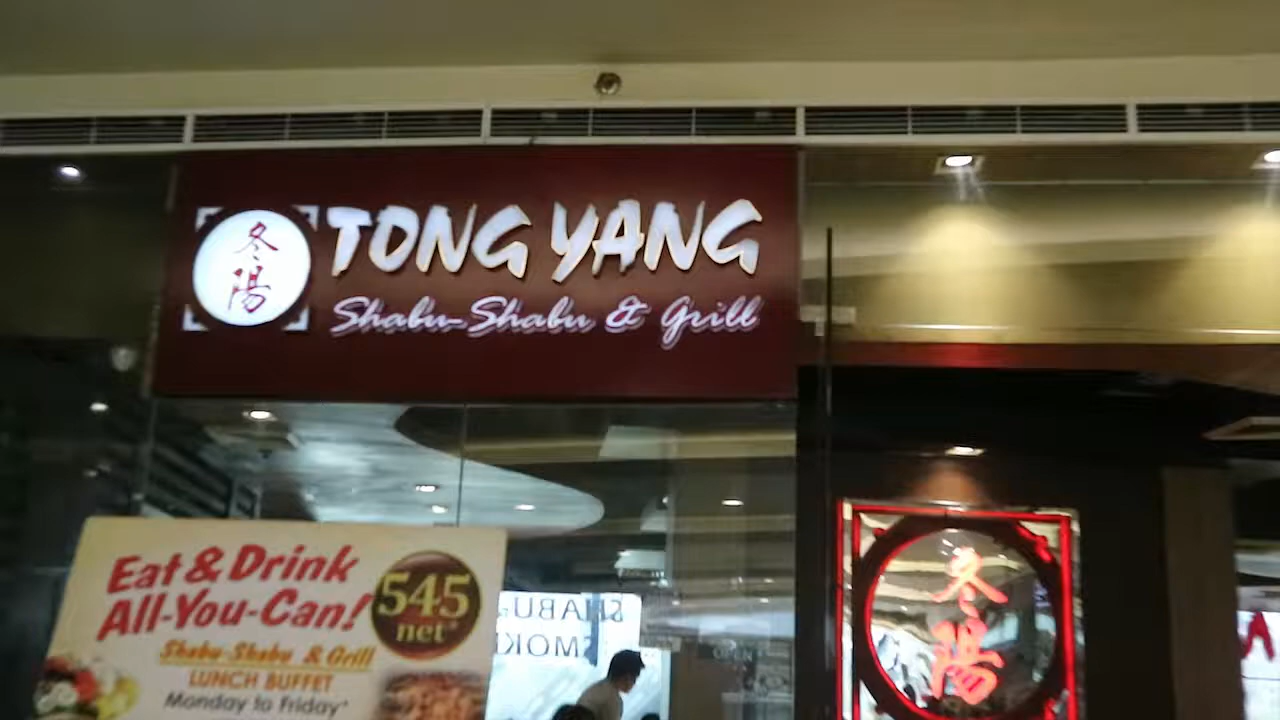 冬陽
TONG YANG
Shabu-Shabu & Grill
Eat & Drink
All-You-Can!
545
net*
Shabu-Shabu & Grill
LUNCH BUFFET
Monday to Friday*
SHABU
冬陽